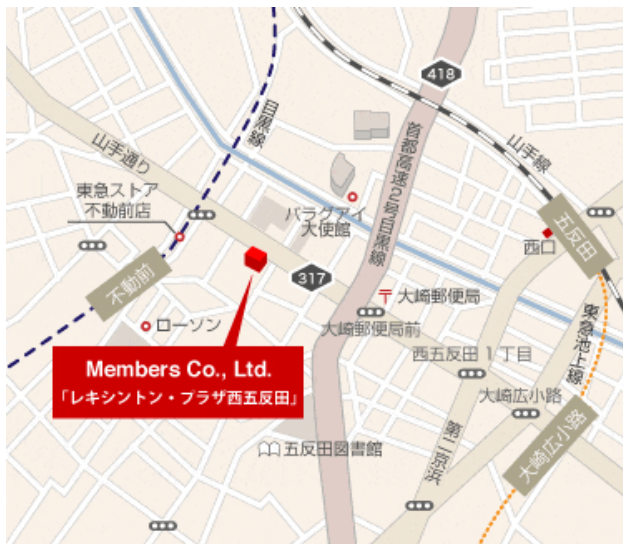 418
目黒線
山手線
山手通り
首都高速2号目黒線
東急ストア
不動前店
パラグアイ
大使館
五反田
西口
不動前
317
〒大崎郵便局
東急池上線
ローソン
大崎郵便局前
西五反田1丁目
Members Co., Ltd.
「レキシントン・プラザ西五反田」
大崎広小路
第二京浜
大崎広小路
五反田図書館